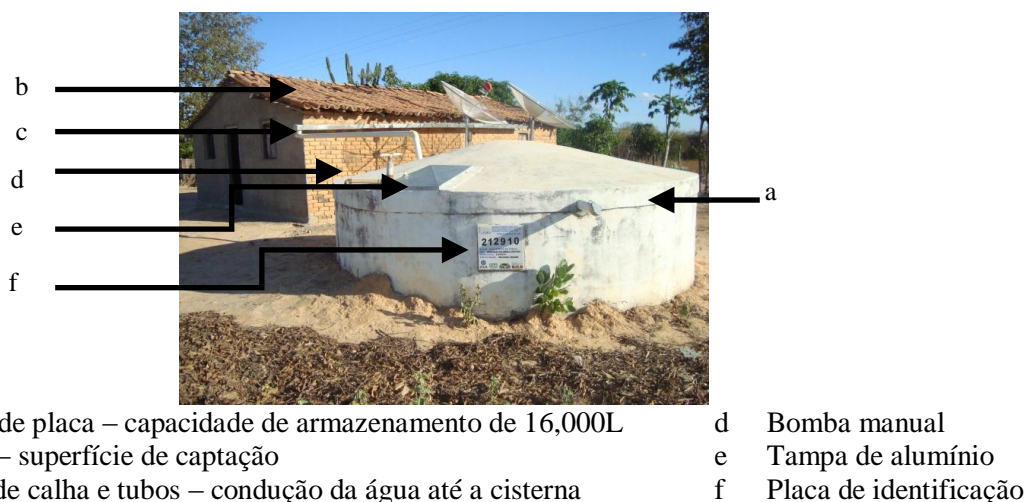 b
c
d
e
f
a
212910
de placa – capacidade de armazenamento de 16,000L
– superfície de captação
de calha e tubos – condução da água até a cisterna
d Bomba manual
e Tampa de alumínio
f Placa de identificação